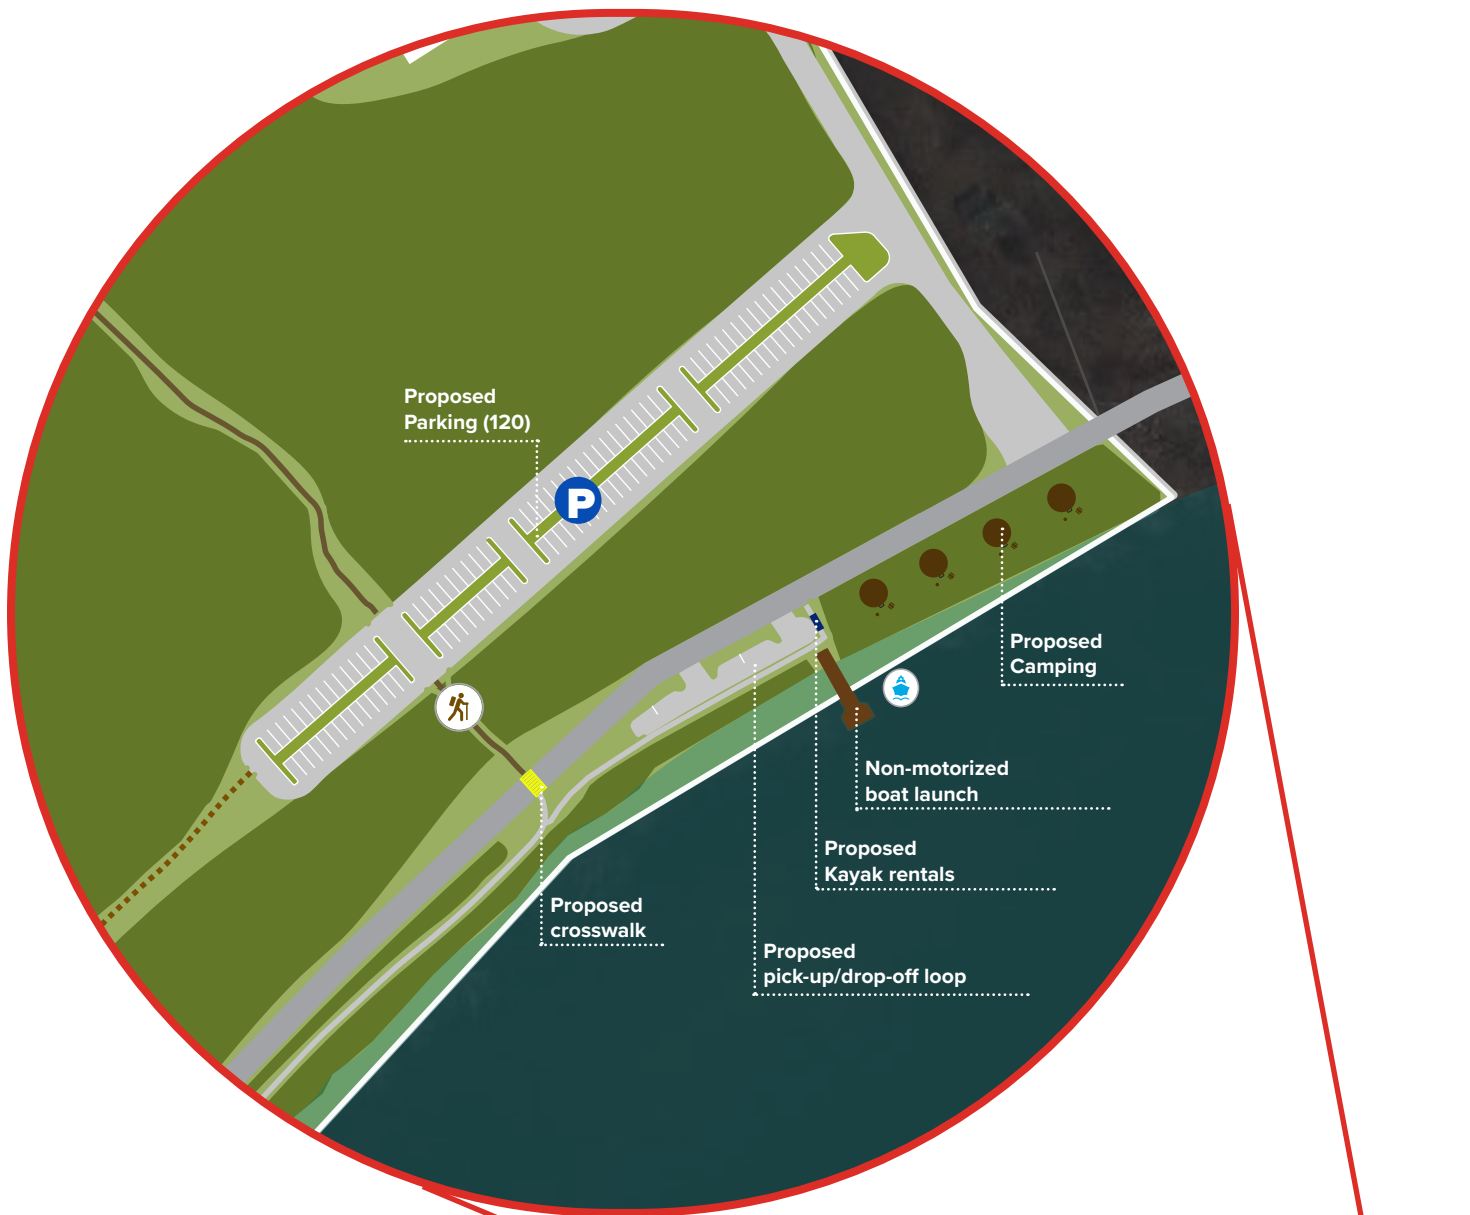 Proposed
Parking (120)
P
Proposed
Camping
Non-motorized
boat launch
Proposed
Kayak rentals
Proposed
crosswalk
Proposed
pick-up/drop-off loop